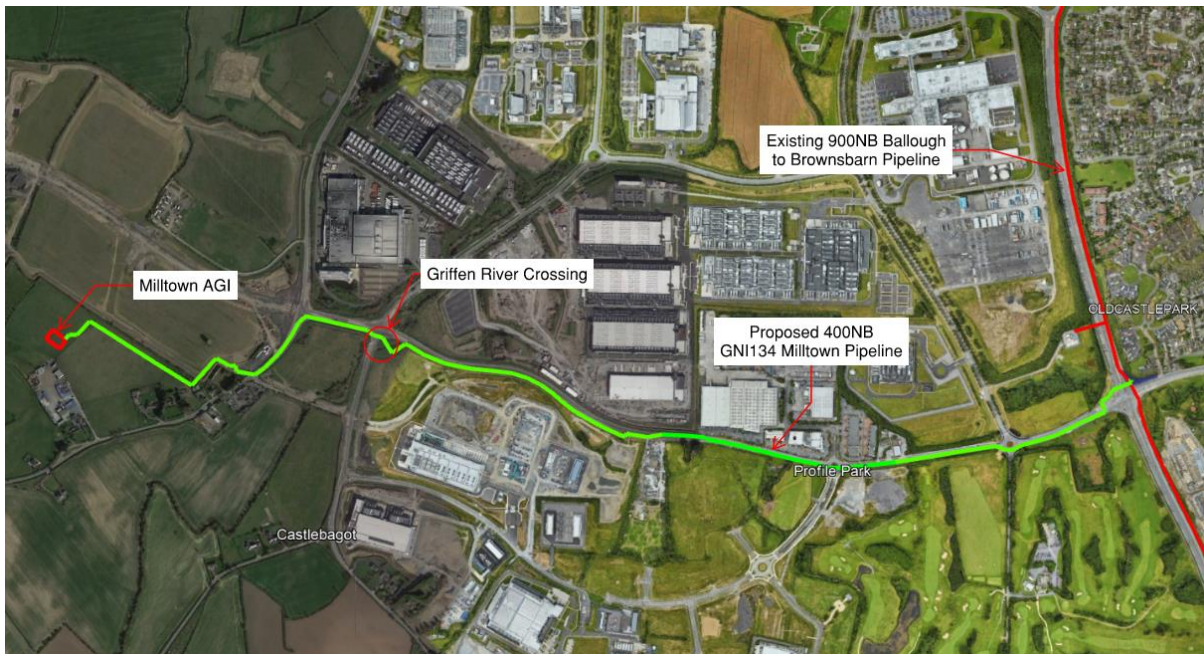 Existing 900NB Ballough
to Brownsbarn Pipeline
Griffen River Crossing
Milltown AGI
OLDCASTLEPARK
Proposed 400NB
GNI134 Milltown Pipeline
Profile Park
Castlebagot